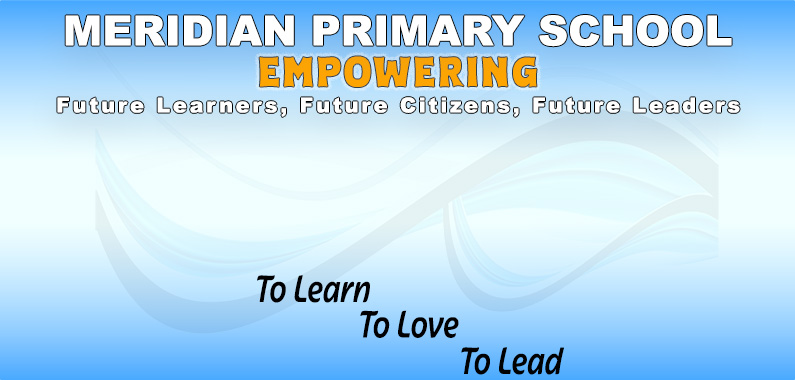 MERIDIAN PRIMARY SCHOOL
EMPOWERING
Future Learners, Future Citizens, Future Leaders
To Learn
To Love
To Lead